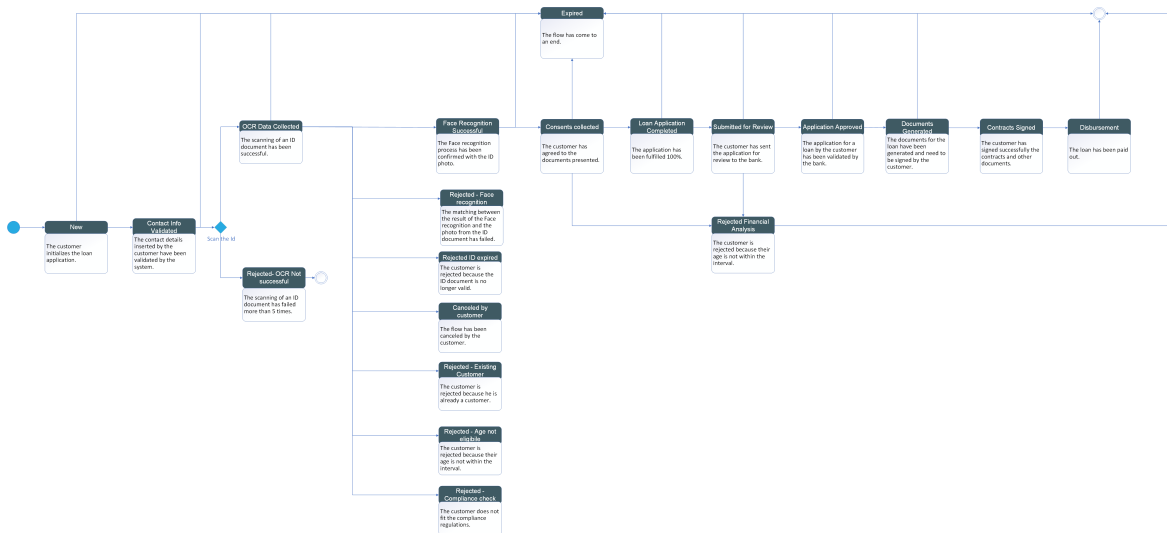 Expired
The flow has come to
an end.
OCR Data Collected
The scanning of an ID
document has been
successful.
Face Recognition
Successful
The Face recognition
process has been
confirmed with the ID
photo.
Consents collected
The customer has
agreed to the
documents presented.
Loan Application
Completed
The application has
been fulfilled 100%.
Submitted for Review
The customer has sent
the application for
review to the bank.
Application Approved
The application for a
loan by the customer
has been validated by
the bank.
Documents
Generated
The documents for the
loan have been
generated and need to
be signed by the
customer.
Contracts Signed
The customer has
signed successfully the
contracts and other
documents.
Disbursement
The loan has been paid
out.
New
The customer
initializes the loan
application.
Contact Info
Validated
The contact details
inserted by the
customer have been
validated by the
system.
Scan the Id
Rejected- OCR Not
successful
The scanning of an ID
document has failed
more than 5 times.
Rejected - Face
recognition
The matching between
the result of the Face
recognition and the
photo from the ID
document has failed.
Rejected ID expired
The customer is
rejected because the
ID document is no
longer valid.
Canceled by
customer
The flow has been
canceled by the
customer.
Rejected - Existing
Customer
The customer is
rejected because he is
already a customer.
Rejected - Age not
eligibile
The customer is
rejected because their
age is not within the
interval.
Rejected -
Compliance check
The customer does not
fit the compliance
regulations.
Rejected Financial
Analysis
The customer is
rejected because their
age is not within the
interval.